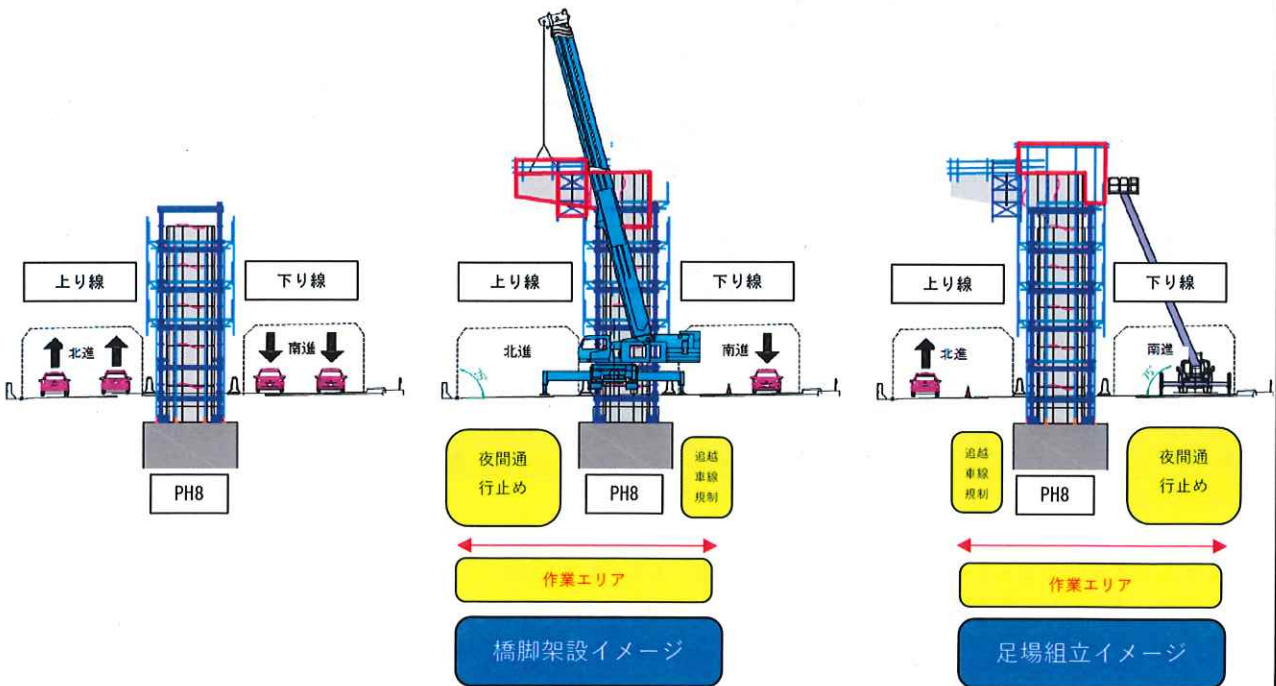 上り線
下り線
北進
南進
PH8
上り線
下り線
北進
南進
夜間通
行止め
PH8
追越
車線
規制
作業エリア
橋脚架設イメージ
上り線
下り線
北進
南進
追越
車線
規制
PH8
夜間通
行止め
作業エリア
足場組立イメージ